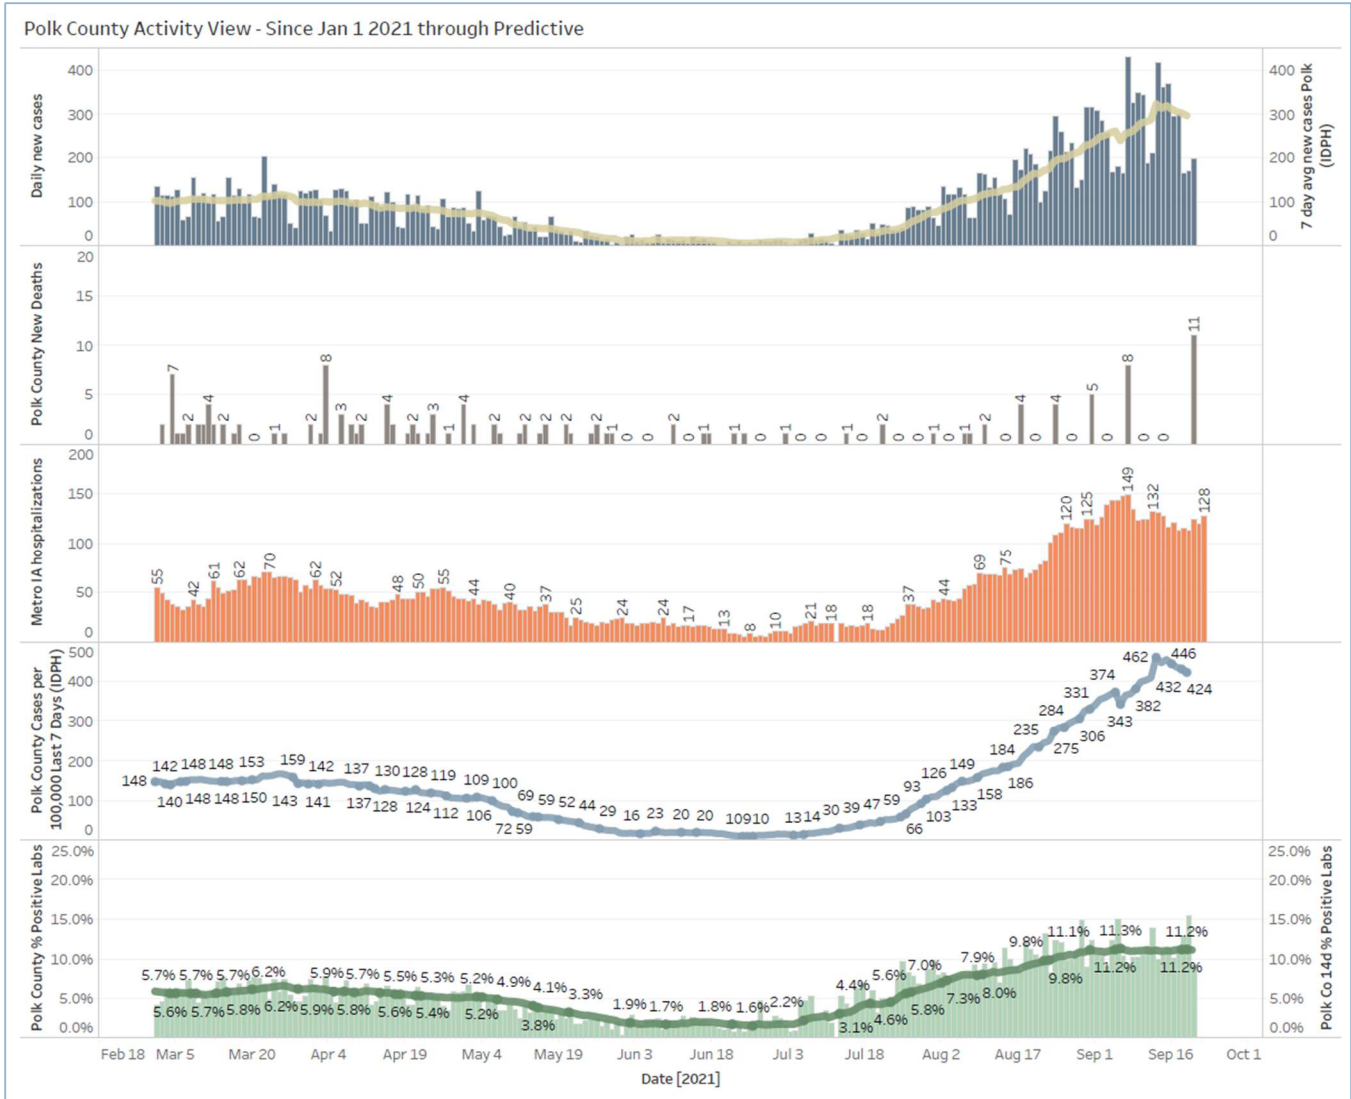 Polk County Activity View - Since Jan 1 2021 through Predictive
Daily new cases
400
300
200
100
0
400
300
200
100
0
7 day avg new cases Polk
(IDPH)
Polk County New Deaths
20
15
10
5
0
7 2 4 2 0 1 2 8 3 2 4 2 3 1 4 2 2 2 2 2 1 0 0 2 0 1 1 0 1 0 0 1 0 2 0 0 1 0 1 2 0 4 0 4 0 5 0 8 0 0 11
Metro IA hospitalizations
200
150
100
50
0
55 42 61 62 70 62 52 48 50 55 44 40 37 25 24 24 17 13 8 10 21 18 18 37 44 69 75 120 125 149 132 128
Polk County Cases per
100,000 Last 7 Days (IDPH)
500
400
300
200
100
0
148 142 148 148 153 159 142 137 130 128 119 109 100 69 59 52 44 29 16 23 20 20 10 9 10 13 14 30 39 47 59 93 126 149 184 235 284 331 374 462 446
140 148 148 150 143 141 137 128 124 112 106 72 59 66 103 133 158 186 275 306 343 382 432 424
Polk County % Positive Labs
25.0%
20.0%
15.0%
10.0%
5.0%
0.0%
5.7% 5.7% 5.7% 6.2% 5.9% 5.7% 5.5% 5.3% 5.2% 4.9% 4.1% 3.3% 1.9% 1.7% 1.8% 1.6% 2.2% 4.4% 5.6% 7.0% 7.9% 9.8% 11.1% 11.3% 11.2%
5.6% 5.7% 5.8% 6.2% 5.9% 5.8% 5.6% 5.4% 5.2% 3.8% 3.1% 4.6% 5.8% 7.3% 8.0% 9.8% 11.2% 11.2%
25.0%
20.0%
15.0%
10.0%
5.0%
0.0%
Polk Co 14d % Positive Labs
Feb 18 Mar 5 Mar 20 Apr 4 Apr 19 May 4 May 19 Jun 3 Jun 18 Jul 3 Jul 18 Aug 2 Aug 17 Sep 1 Sep 16 Oct 1
Date [2021]